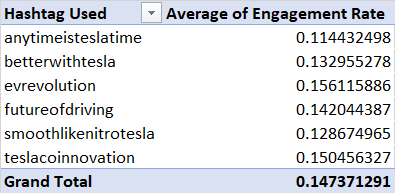 Hashtag Used Average of Engagement Rate
anytimeisteslatime 0.114432498
betterwithtesla 0.132955278
evrevolution 0.156115886
futureofdriving 0.142044387
smoothlikenitrotesla 0.128674965
teslacoinnovation 0.150456327
Grand Total 0.147371291